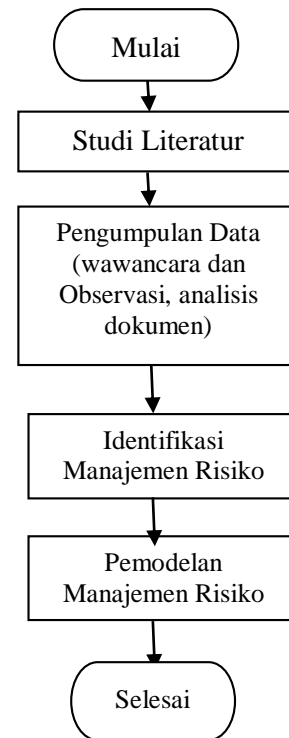 Mulai
Studi Literatur
Pengumpulan Data
(wawancara dan
Observasi, analisis
dokumen)
Identifikasi
Manajemen Risiko
Pemodelan
Manajemen Risiko
Selesai